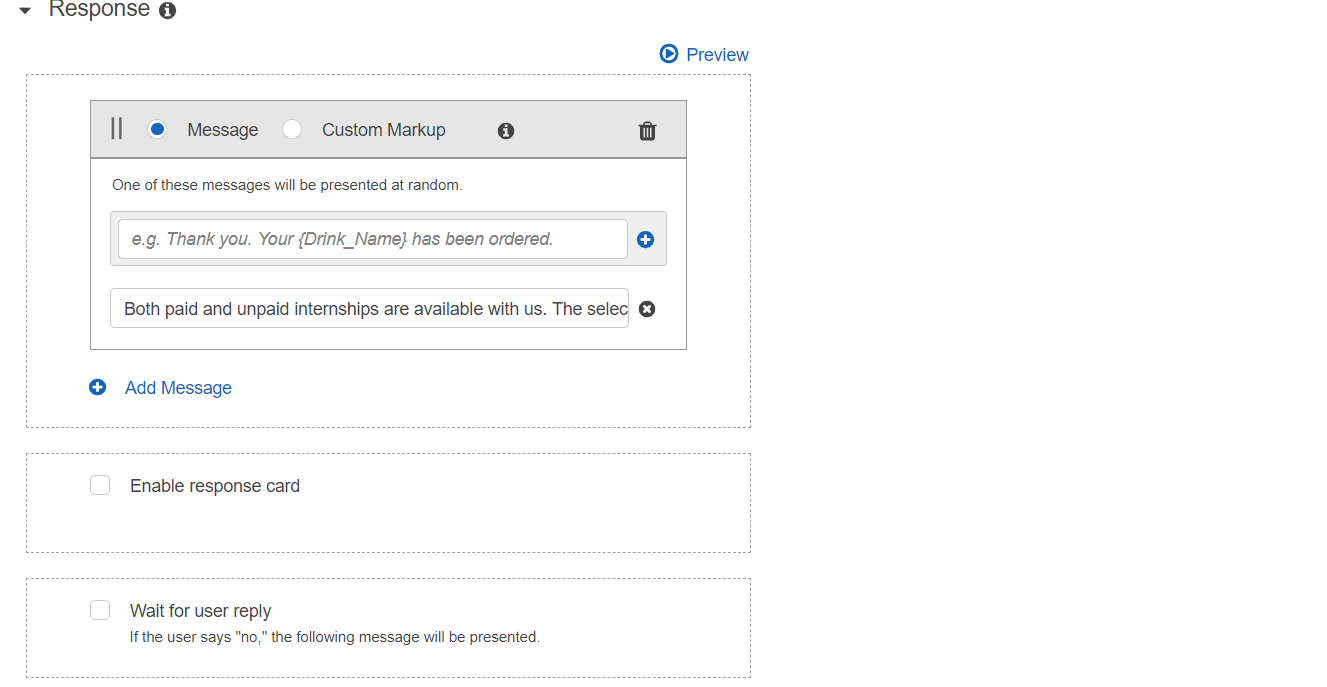 Response
Preview
Message Custom Markup
One of these messages will be presented at random.
e.g. Thank you. Your {Drink_Name} has been ordered.
Both paid and unpaid internships are available with us. The selec
Add Message
Enable response card
Wait for user reply
If the user says "no," the following message will be presented.